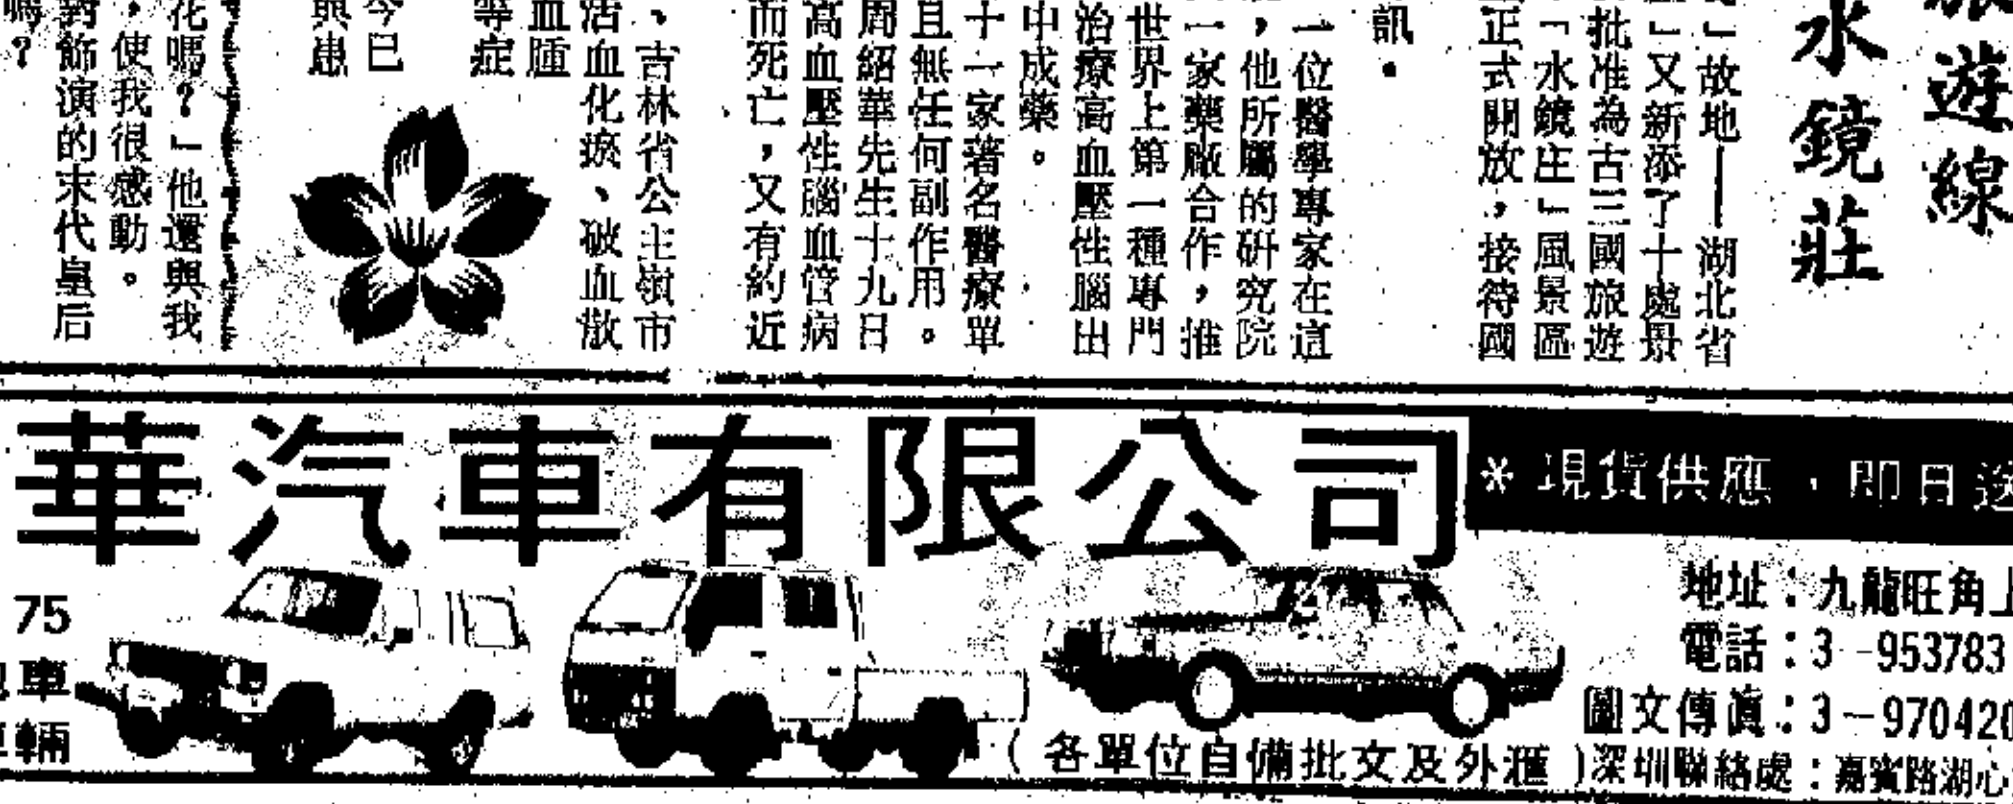 遊線
水鏡莊
」故地——湖北省
」又新添了十處景
批准為古三國旅遊
「水鏡庄」風景區
正式開放，接待國
訊。
一位醫學專家在這
，他所屬的研究院
一家藥廠合作，推
世界上第一種專門
治療高血壓性腦出
中成藥。
十一家著名醫療單
且無任何副作用。
周紹華先生十九日
高血壓性腦血管病
而死亡，又有約近
、吉林省公主嶺市
活血化瘀、破血散
血腫
等症
今已
與患
花嗎？」他還與我
，使我很感動。
對飾演的末代皇后
嗎？
華汽車有限公司
*現貨供應，即日送
地址：九龍旺角上
電話：3-953783
圖文傳真：3-970420
深圳聯絡處：嘉賓路湖心
75
車
輛
（各單位自備批文及外滙）